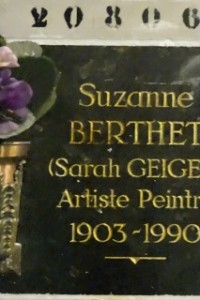 20806
Suzanne
BERTHET
(Sarah GEIGE
Artiste Peintr
1903-1990